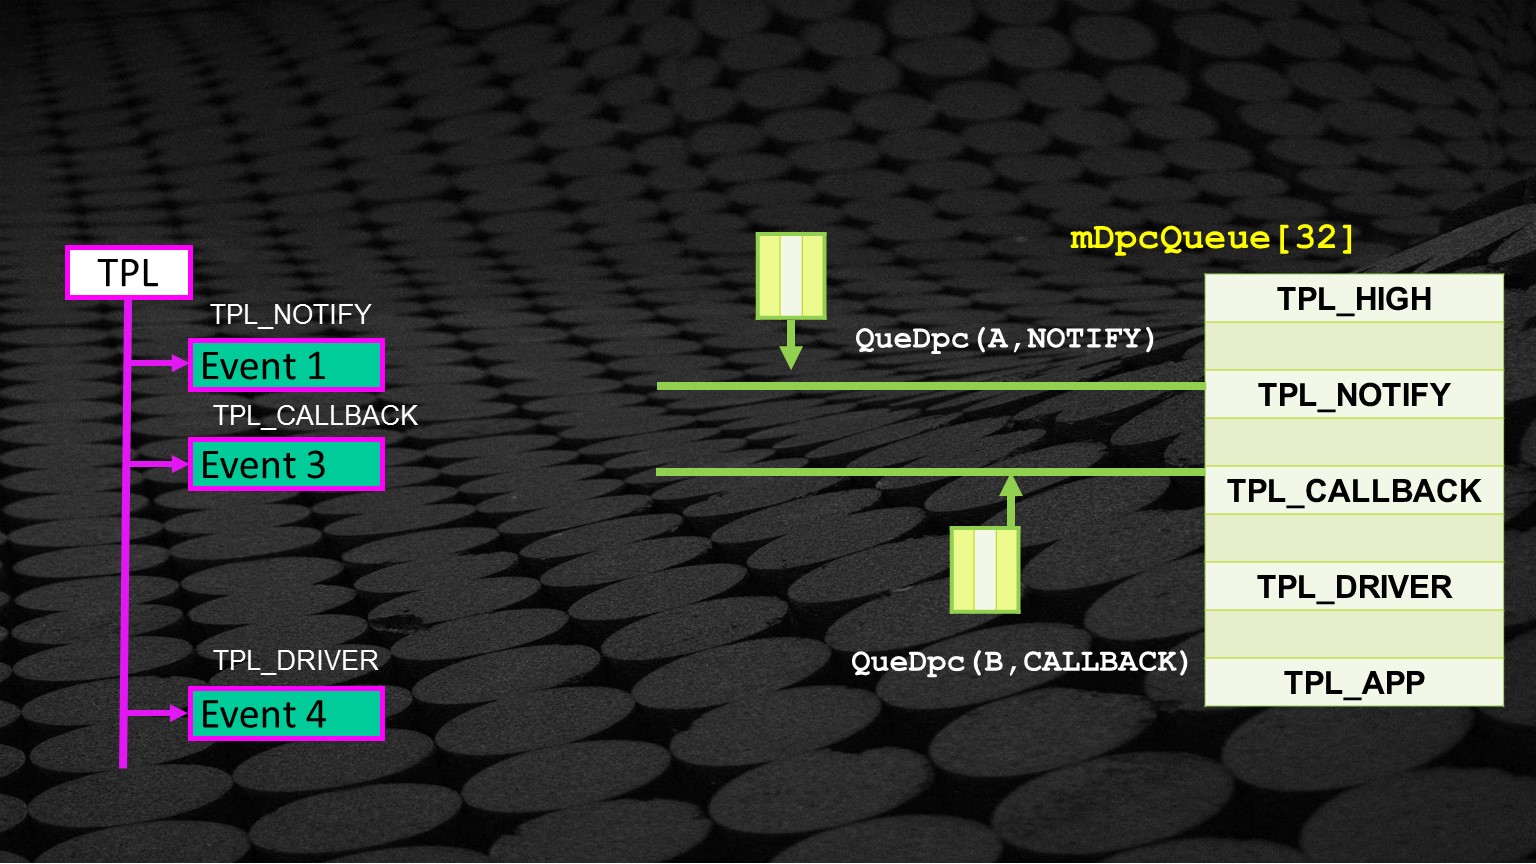 TPL
TPL_NOTIFY
Event 1
TPL_CALLBACK
Event 3
TPL_DRIVER
Event 4
QueDpc(A,NOTIFY)
QueDpc(B,CALLBACK)
mDpcQueue[32]
TPL_HIGH
TPL_NOTIFY
TPL_CALLBACK
TPL_DRIVER
TPL_APP